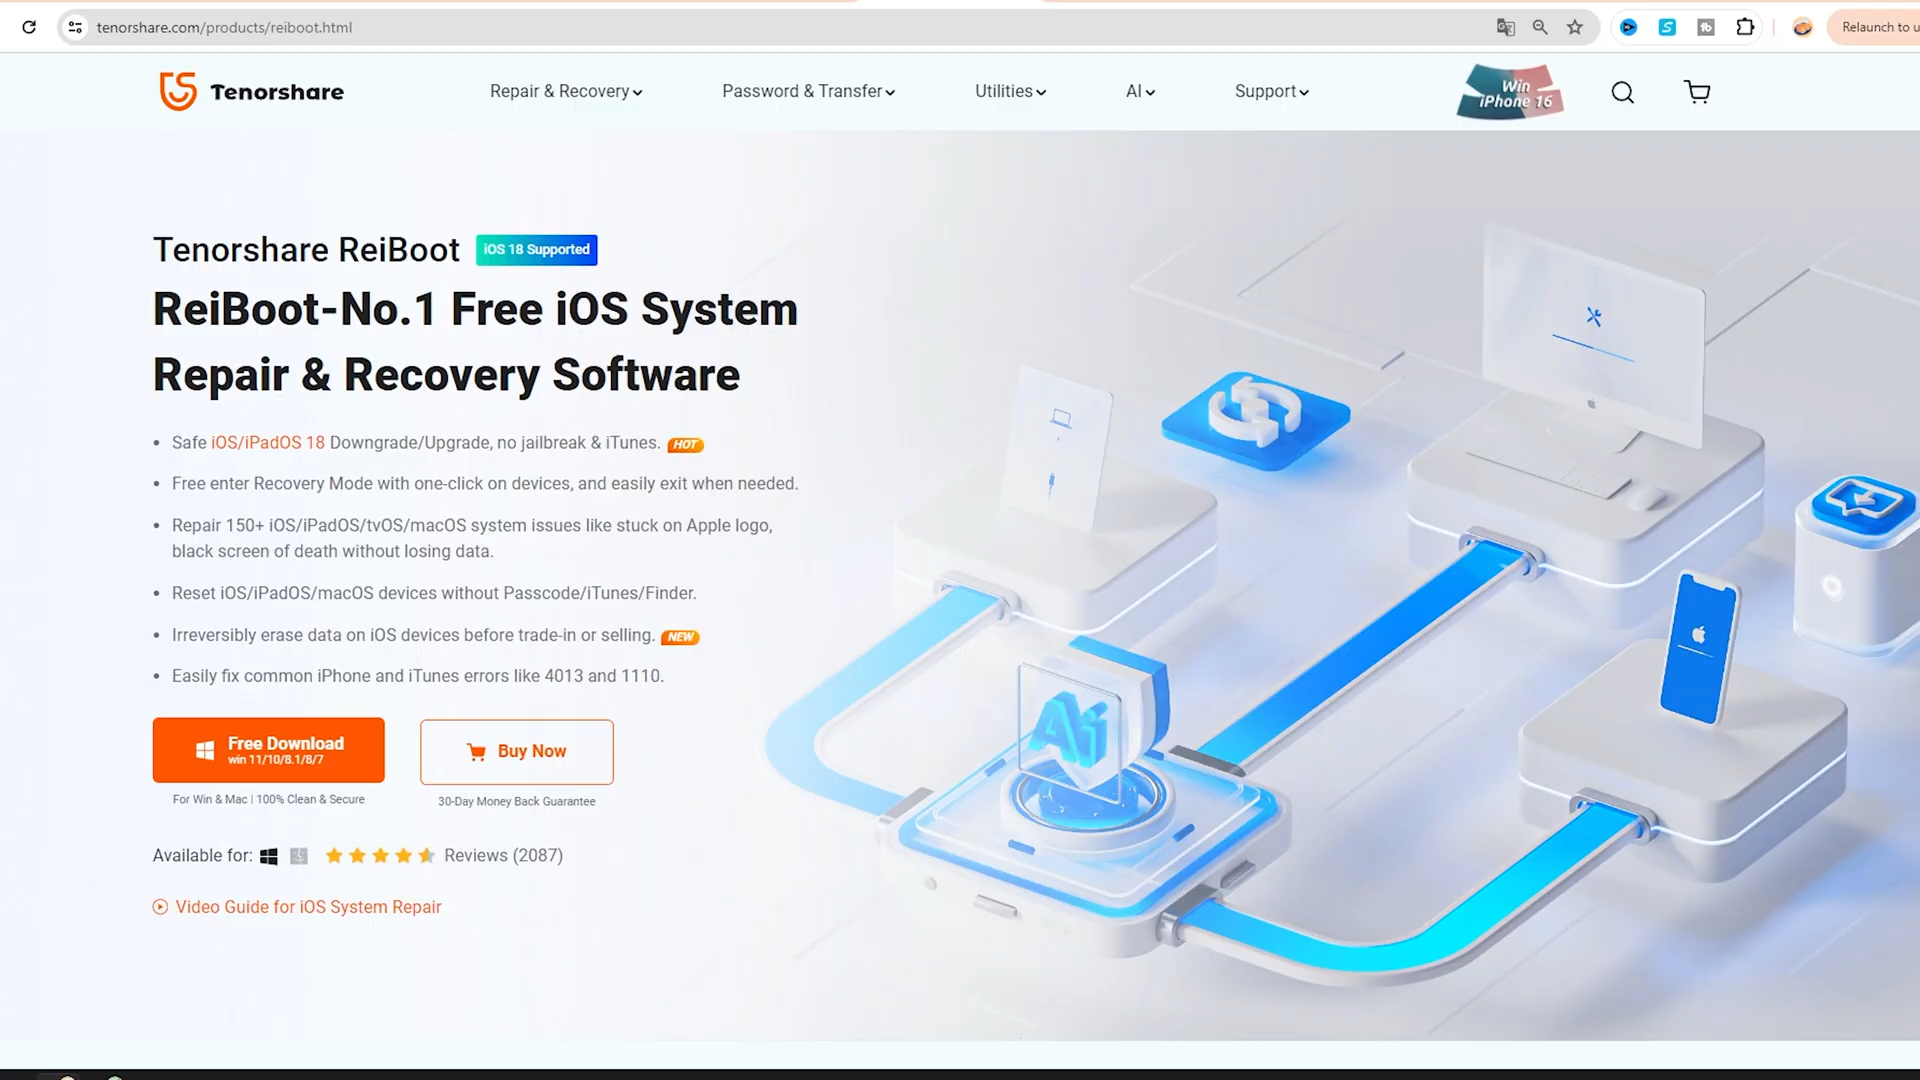 tenorshare.com/products/reiboot.html
Relaunch to u
Tenorshare
Repair & Recovery
Password & Transfer
Utilities
AI
Support
Win
iPhone 16
Tenorshare ReiBoot
iOS 18 Supported
ReiBoot-No.1 Free iOS System
Repair & Recovery Software
Safe iOS/iPadOS 18 Downgrade/Upgrade, no jailbreak & iTunes. HOT
Free enter Recovery Mode with one-click on devices, and easily exit when needed.
Repair 150+ iOS/iPadOS/tvOS/macOS system issues like stuck on Apple logo,
black screen of death without losing data.
Reset iOS/iPadOS/macOS devices without Passcode/iTunes/Finder.
Irreversibly erase data on iOS devices before trade-in or selling. NEW
Easily fix common iPhone and iTunes errors like 4013 and 1110.
Free Download
win 11/10/8.1/8/7
Buy Now
For Win & Mac | 100% Clean & Secure
30-Day Money Back Guarantee
Available for:
Reviews (2087)
Video Guide for iOS System Repair
Ai